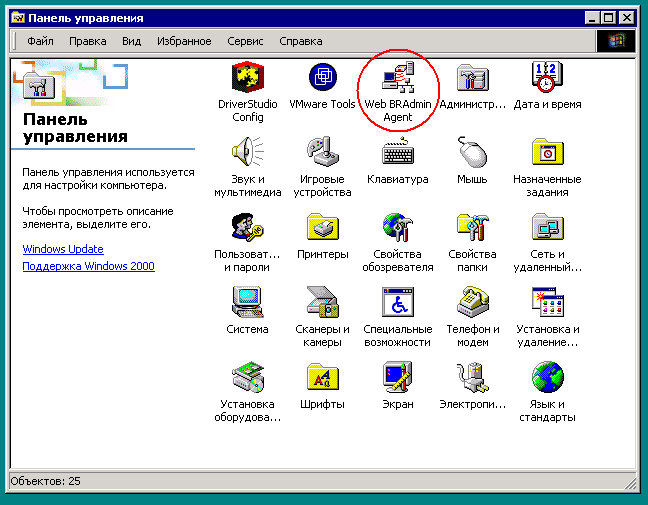 Панель управления
Файл Правка Вид Избранное Сервис Справка
Панель
управления
Панель управления используется
для настройки компьютера.
Чтобы просмотреть описание
элемента, выделите его.
Windows Update
Поддержка Windows 2000
DriverStudio
Config
VMware Tools
Web BRAdmin
Agent
Администр...
Дата и время
Звук и
мультимедиа
Игровые
устройства
Клавиатура
Мышь
Назначенные
задания
Пользоват...
и пароли
Принтеры
Свойства
обозревателя
Свойства
папки
Сеть и
удаленный...
Система
Сканеры и
камеры
Специальные
возможности
Телефон и
модем
Установка и
удаление...
Установка
оборудова...
Шрифты
Экран
Электропи...
Язык и
стандарты
Объектов: 25